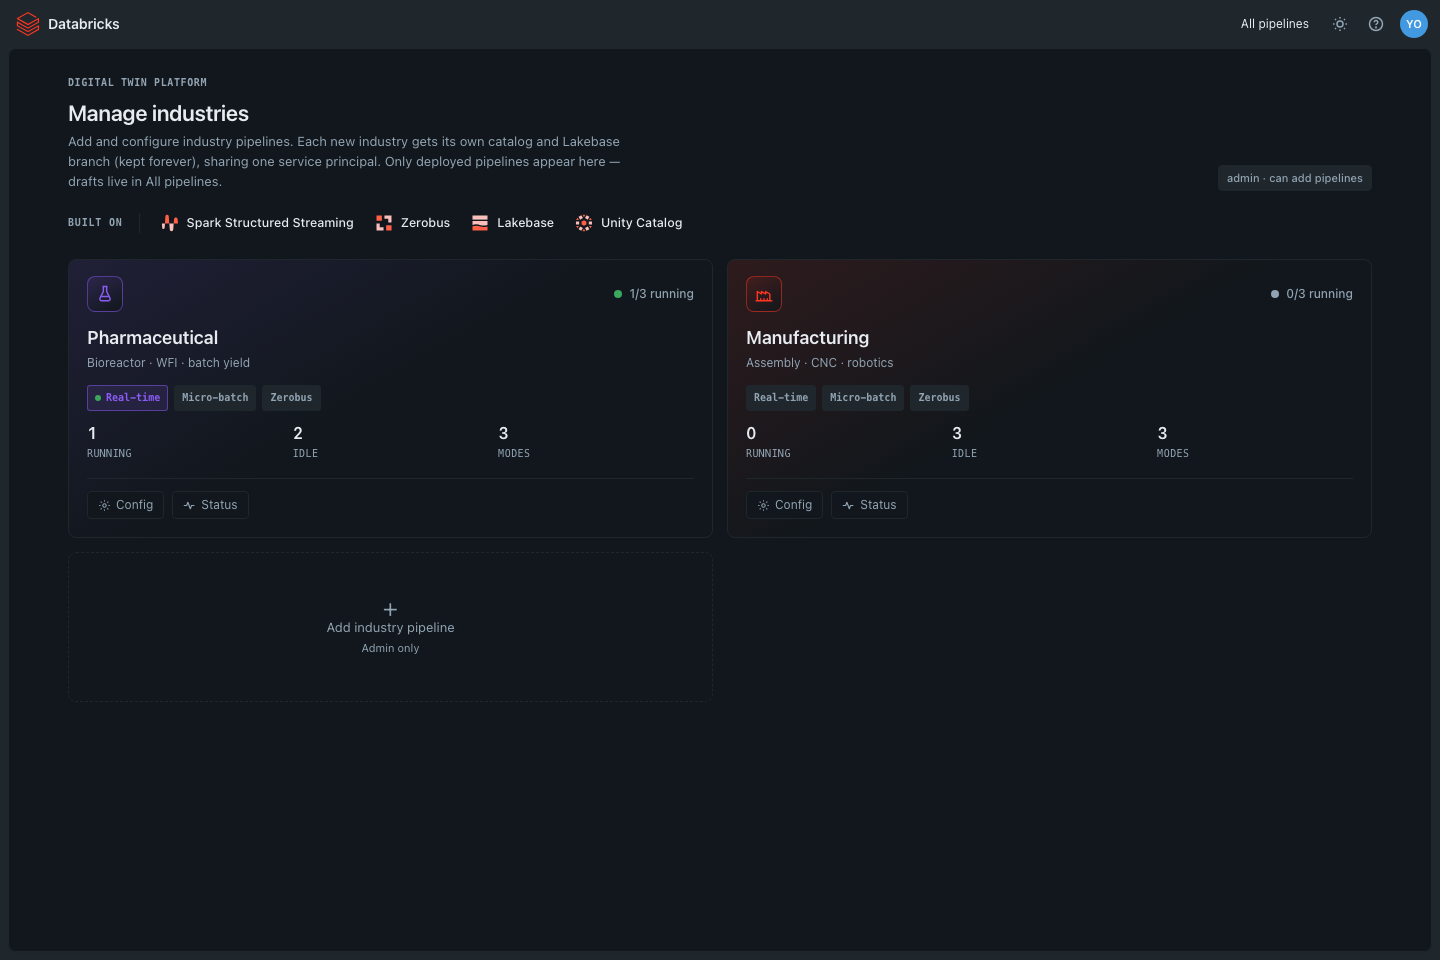 Databricks
All pipelines
YO
DIGITAL TWIN PLATFORM
Manage industries
Add and configure industry pipelines. Each new industry gets its own catalog and Lakebase
branch (kept forever), sharing one service principal. Only deployed pipelines appear here —
drafts live in All pipelines.
admin · can add pipelines
BUILT ON
Spark Structured Streaming
Zerobus
Lakebase
Unity Catalog
1/3 running
Pharmaceutical
Bioreactor · WFI · batch yield
Real-time
Micro-batch
Zerobus
1
2
3
RUNNING
IDLE
MODES
Config
Status
0/3 running
Manufacturing
Assembly · CNC · robotics
Real-time
Micro-batch
Zerobus
0
3
3
RUNNING
IDLE
MODES
Config
Status
Add industry pipeline
Admin only